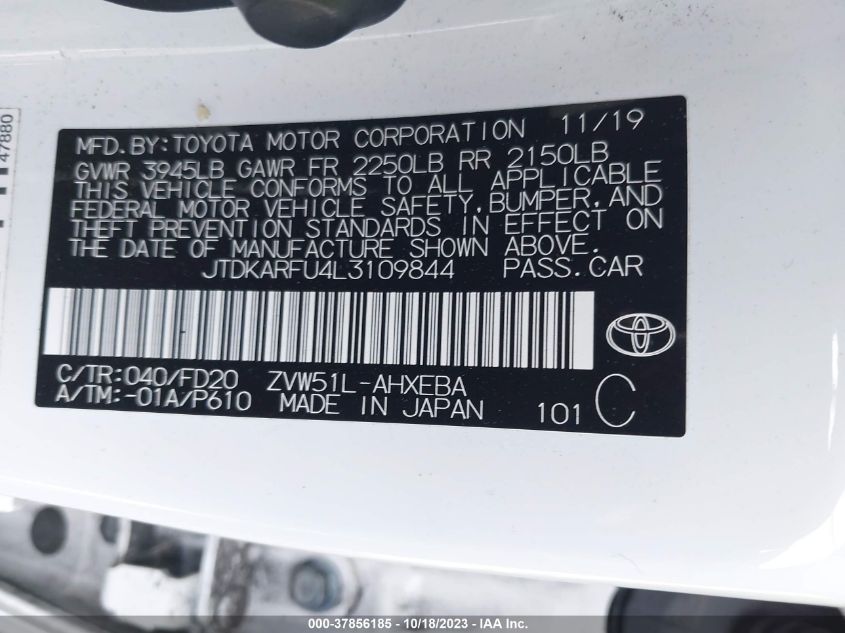 47880
MFD.BY:TOYOTA MOTOR CORPORATION 11/19
GVWR 3945LB GAWR FR 2250LB RR 2150LB
THIS VEHICLE CONFORMS TO ALL APPLICABLE
FEDERAL MOTOR VEHICLE SAFETY,BUMPER,AND
THEFT PREVENTION STANDARDS IN EFFECT ON
THE DATE OF MANUFACTURE SHOWN ABOVE.
JTDKARFU4L3109844 PASS.CAR
C/TR:040/FD20 ZVW51L-AHXEBA
A/TM:-01A/P610 MADE IN JAPAN 101 C
000-37856185 - 10/18/2023 - IAA Inc.